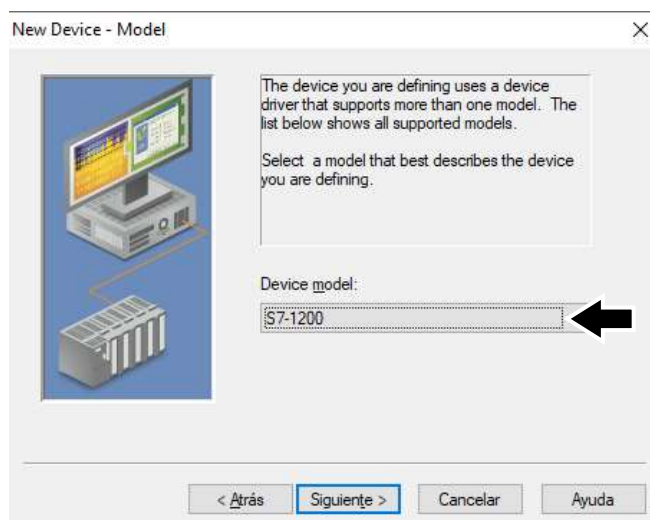 New Device - Model
The device you are defining uses a device
driver that supports more than one model. The
list below shows all supported models.
Select a model that best describes the device
you are defining.
Device model:
S7-1200
< Atrás Siguiente > Cancelar Ayuda